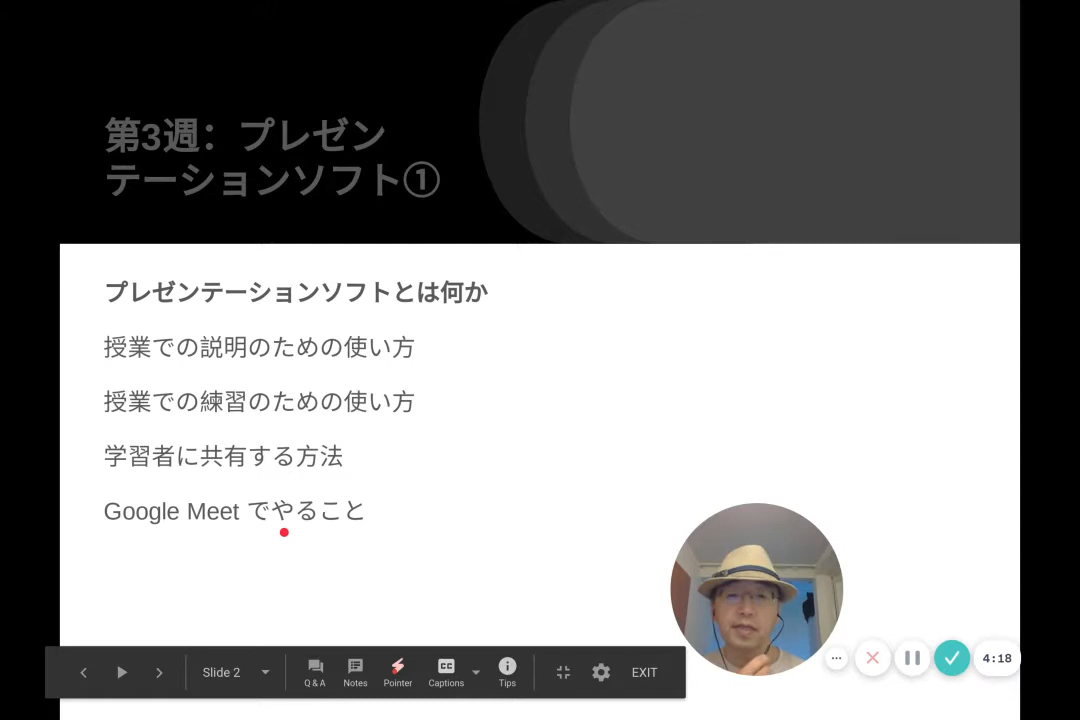 第3週：プレゼン
テーションソフト①
プレゼンテーションソフトとは何か
授業での説明のための使い方
授業での練習のための使い方
学習者に共有する方法
Google Meet でやること
Slide 2
Q & A
Notes
Pointer
CC
Captions
Tips
EXIT
4:18